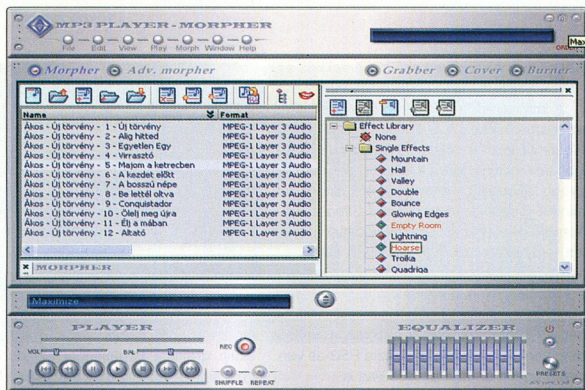 MP3 PLAYER - MORPHER
File Edit View Play Morph Window Help
Max
Morpher Adv. morpher Grabber Cover Burner
Name Format
Ákos - Új törvény - 1 - Új törvény MPEG-1 Layer 3 Audio
Ákos - Új törvény - 2 - Alig hitted MPEG-1 Layer 3 Audio
Ákos - Új törvény - 3 - Egyetlen Egy MPEG-1 Layer 3 Audio
Ákos - Új törvény - 4 - Virrasztó MPEG-1 Layer 3 Audio
Ákos - Új törvény - 5 - Majom a ketrecben MPEG-1 Layer 3 Audio
Ákos - Új törvény - 6 - A kezdet előtt MPEG-1 Layer 3 Audio
Ákos - Új törvény - 7 - A bosszú népe MPEG-1 Layer 3 Audio
Ákos - Új törvény - 8 - Be lettél oltva MPEG-1 Layer 3 Audio
Ákos - Új törvény - 9 - Conquistador MPEG-1 Layer 3 Audio
Ákos - Új törvény - 10 - Ölelj meg újra MPEG-1 Layer 3 Audio
Ákos - Új törvény - 11 - Élj a mában MPEG-1 Layer 3 Audio
Ákos - Új törvény - 12 - Altató MPEG-1 Layer 3 Audio
MORPHER
Effect Library
None
Single Effects
Mountain
Hall
Valley
Double
Bounce
Glowing Edges
Empty Room
Lightning
Hoarse
Troika
Quadriga
Maximize
PLAYER
VOL BAL
REC
SHUFFLE REPEAT
EQUALIZER
PRESETS